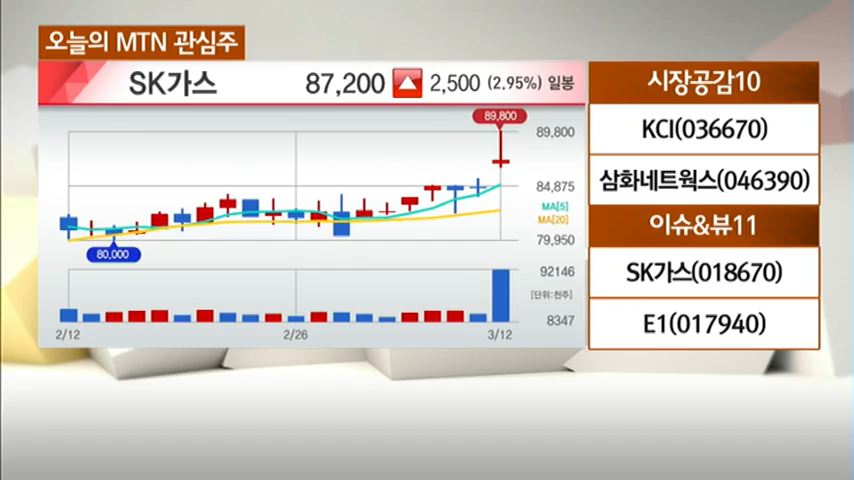 오늘의 MTN 관심주
SK가스 87,200 ▲ 2,500 (2.95%) 일봉
89,800
89,800
84,875
MA[5]
MA[20]
79,950
80,000
92146
[단위:천주]
8347
2/12 2/26 3/12
시장공감10
KCI(036670)
삼화네트웍스(046390)
이슈&뷰11
SK가스(018670)
E1(017940)